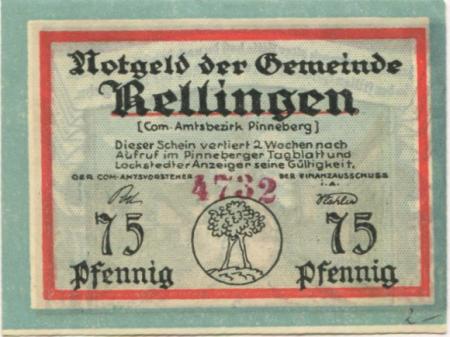 Notgeld der Gemeinde
Rellingen
[Com-Amtsbezirk Pinneberg]
Dieser Schein verliert 2 Wochen nach
Aufruf im Pinneberger Tagblatt und
Lockstedter Anzeiger seine Gültigkeit.
DER COM-AMTSVORSTEHER DER FINANZAUSSCHUSS
i.A.
4732
75 75
Pfennig Pfennig
2-